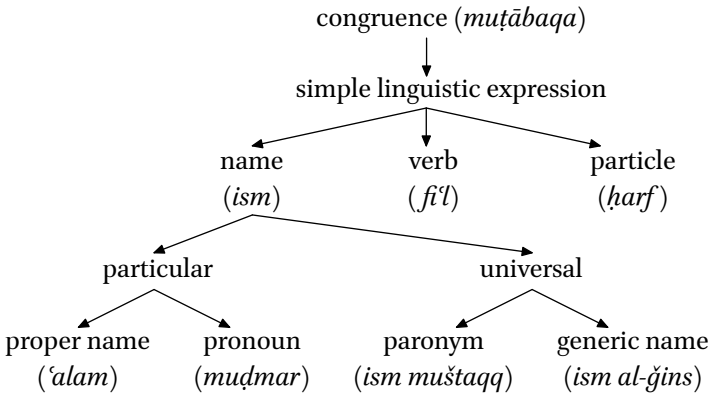 congruence (muṭābaqa)
simple linguistic expression
name verb particle
(ism) (fiʿl) (ḥarf)
particular universal
proper name pronoun paronym generic name
(ʿalam) (muḍmar) (ism muštaqq) (ism al-ǧins)